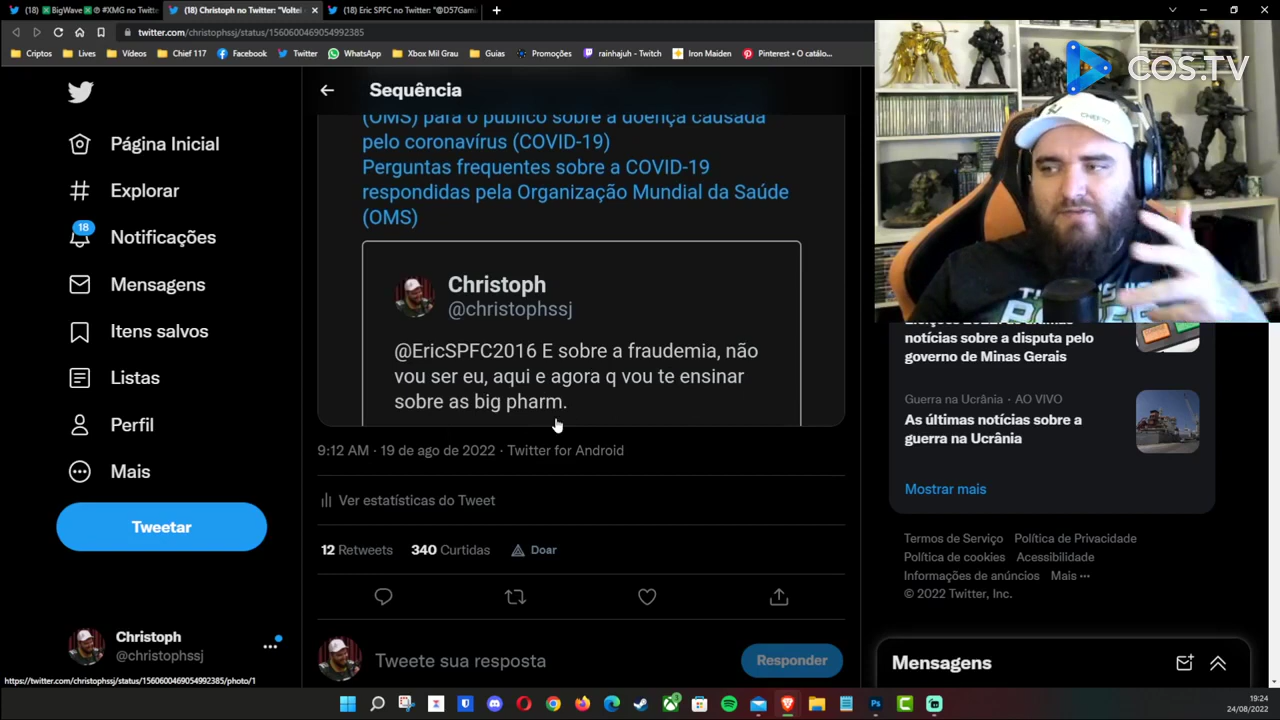 (18) BigWave #XMG no Twitt
(18) Christoph no Twitter: "Voltei
(18) Eric SPFC no Twitter: "@D57Gami
twitter.com/christophssj/status/1560600469054992385
Criptos
Lives
Vídeos
Chief 117
Facebook
Twitter
WhatsApp
Xbox Mil Grau
Guias
Promoções
rainhajuh - Twitch
Iron Maiden
Pinterest • O catálo...
COS.TV
Página Inicial
Explorar
18
Notificações
Mensagens
Itens salvos
Listas
Perfil
Mais
Tweetar
Christoph
@christophssj
https://twitter.com/christophssj/status/1560600469054992385/photo/1
Sequência
(OMS) para o público sobre a doença causada
pelo coronavírus (COVID-19)
Perguntas frequentes sobre a COVID-19
respondidas pela Organização Mundial da Saúde
(OMS)
Christoph
@christophssj
@EricSPFC2016 E sobre a fraudemia, não
vou ser eu, aqui e agora q vou te ensinar
sobre as big pharm.
9:12 AM · 19 de ago de 2022 · Twitter for Android
Ver estatísticas do Tweet
12 Retweets 340 Curtidas Doar
Tweete sua resposta
Responder
notícias sobre a disputa pelo
governo de Minas Gerais
Guerra na Ucrânia · AO VIVO
As últimas notícias sobre a
guerra na Ucrânia
Mostrar mais
Termos de Serviço Política de Privacidade
Política de cookies Acessibilidade
Informações de anúncios Mais ···
© 2022 Twitter, Inc.
Mensagens
19:24
24/08/2022